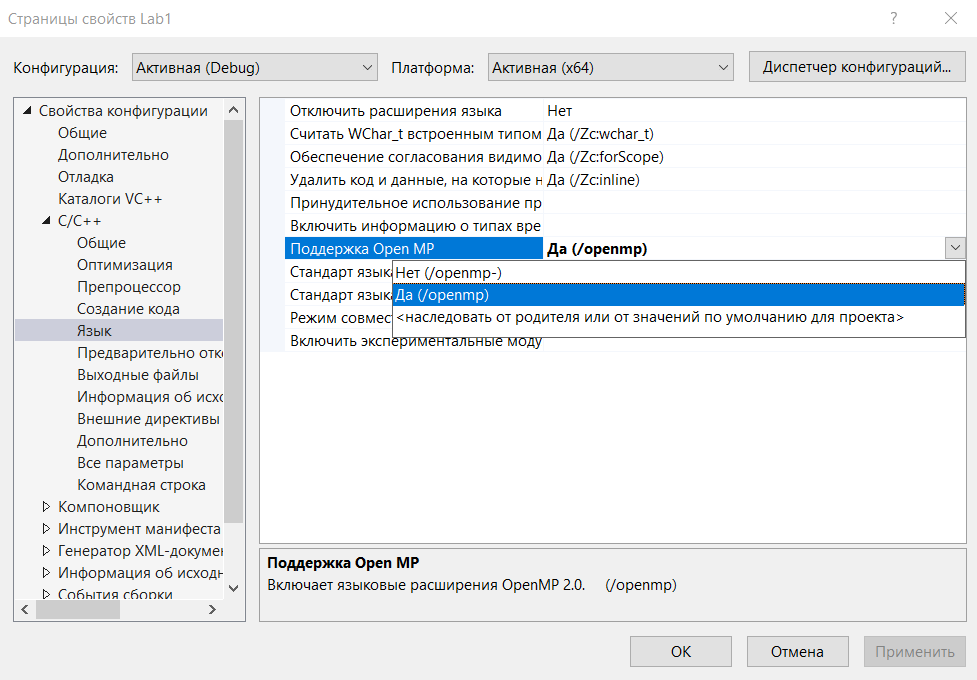 Страницы свойств Lab1
?
Конфигурация: Активная (Debug) Платформа: Активная (x64) Диспетчер конфигураций...
Свойства конфигурации
Общие
Дополнительно
Отладка
Каталоги VC++
C/C++
Общие
Оптимизация
Препроцессор
Создание кода
Язык
Предварительно отко
Выходные файлы
Информация об исхо
Внешние директивы
Дополнительно
Все параметры
Командная строка
Компоновщик
Инструмент манифеста
Генератор XML-докумен
Информация об исходн
События сборки
Отключить расширения языка Нет
Считать WChar_t встроенным типом Да (/Zc:wchar_t)
Обеспечение согласования видимо Да (/Zc:forScope)
Удалить код и данные, на которые н Да (/Zc:inline)
Принудительное использование пр
Включить информацию о типах вре
Поддержка Open MP Да (/openmp)
Стандарт языка
Стандарт языка
Режим совмест
Включить экспериментальные моду
Нет (/openmp-)
Да (/openmp)
<наследовать от родителя или от значений по умолчанию для проекта>
Поддержка Open MP
Включает языковые расширения OpenMP 2.0. (/openmp)
ОК Отмена Применить